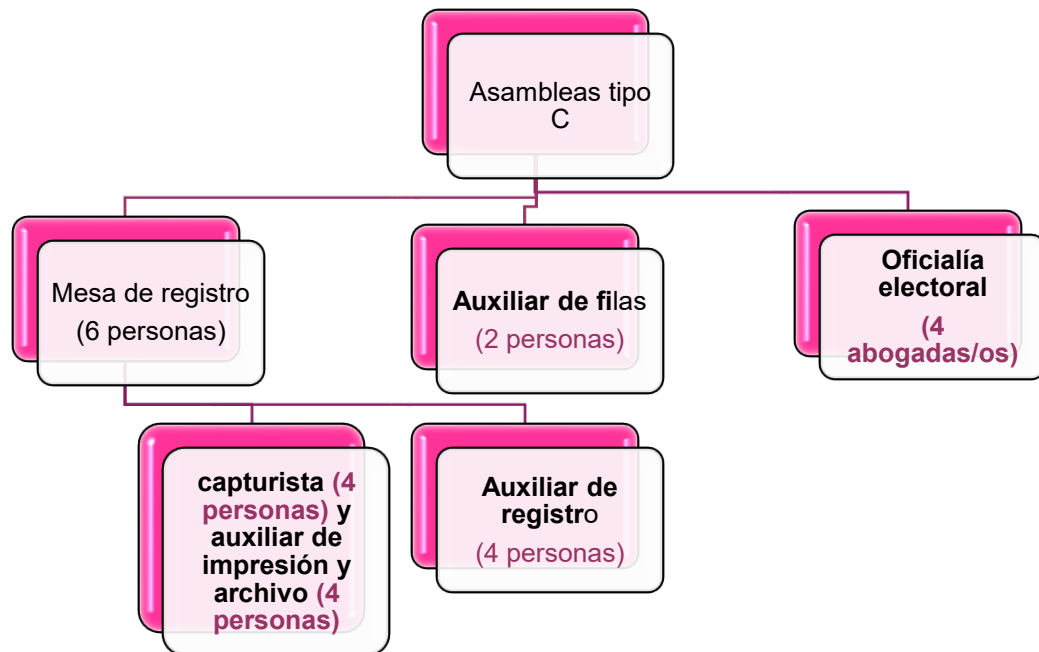 Asambleas tipo
C
Mesa de registro
(6 personas)
Auxiliar de filas
(2 personas)
Oficialía
electoral
(4
abogadas/os)
capturista (4
personas) y
auxiliar de
impresión y
archivo (4
personas)
Auxiliar de
registro
(4 personas)